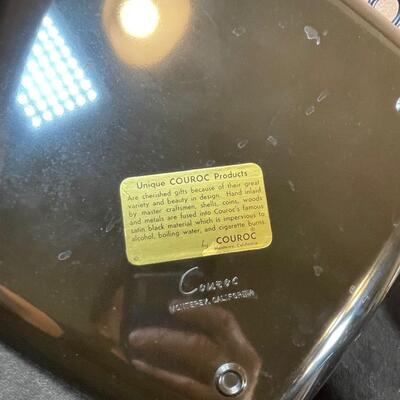 Unique COUROC Products
Are cherished gifts because of their great
variety and beauty in design. Hand inlaid
by master craftsmen, shells, coins, woods
and metals are fused into Couroc's famous
satin black material which is impervious to
alcohol, boiling water, and cigarette burns.
by COUROC
Monterey, California
Couroc
MONTEREY, CALIFORNIA